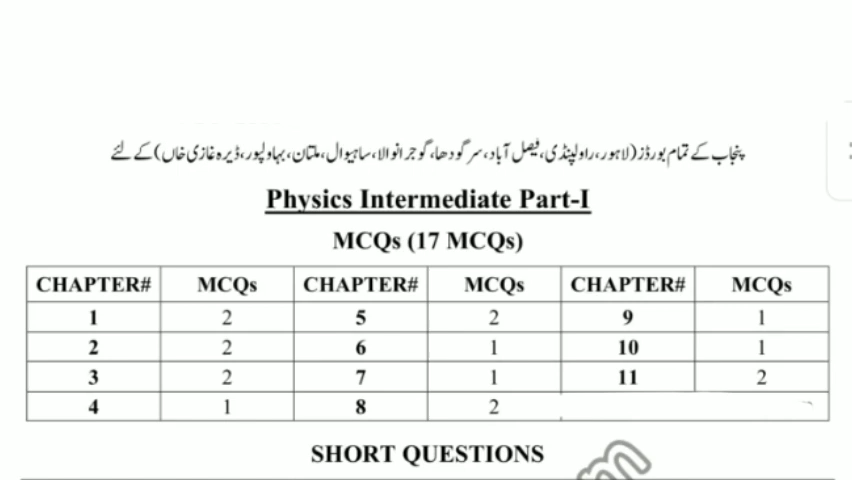 پنجاب کے تمام بورڈز (لاہور، راولپنڈی، فیصل آباد، سرگودھا، گوجرانوالا، ساہیوال، ملتان، بہاولپور، ڈیرہ غازی خاں) کے لئے
Physics Intermediate Part-I
MCQs (17 MCQs)
CHAPTER# MCQs CHAPTER# MCQs CHAPTER# MCQs
1 2 5 2 9 1
2 2 6 1 10 1
3 2 7 1 11 2
4 1 8 2
SHORT QUESTIONS